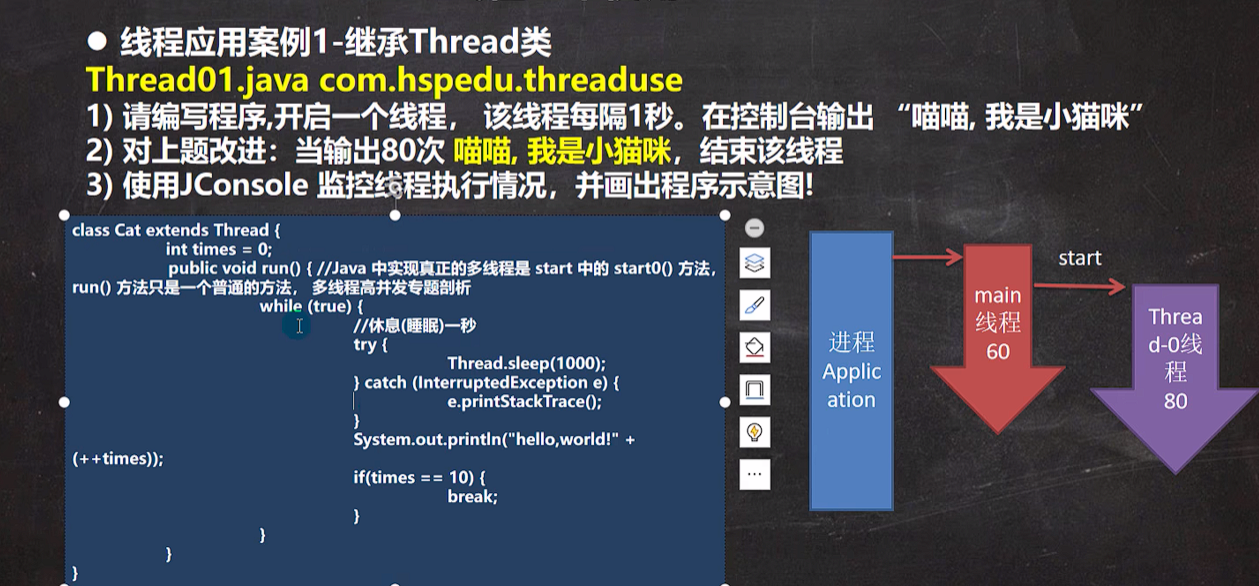 ● 线程应用案例1-继承Thread类
Thread01.java com.hspedu.threaduse
1) 请编写程序,开启一个线程， 该线程每隔1秒。在控制台输出 “喵喵, 我是小猫咪”
2) 对上题改进：当输出80次 喵喵, 我是小猫咪，结束该线程
3) 使用JConsole 监控线程执行情况，并画出程序示意图!
class Cat extends Thread {
int times = 0;
public void run() { //Java 中实现真正的多线程是 start 中的 start0() 方法，
run() 方法只是一个普通的方法， 多线程高并发专题剖析
while (true) {
//休息(睡眠)一秒
try {
Thread.sleep(1000);
} catch (InterruptedException e) {
e.printStackTrace();
}
System.out.println("hello,world!" +
(++times));
if(times == 10) {
break;
}
}
}
}
进程
Applic
ation
main
线程
60
start
Threa
d-0线
程
80